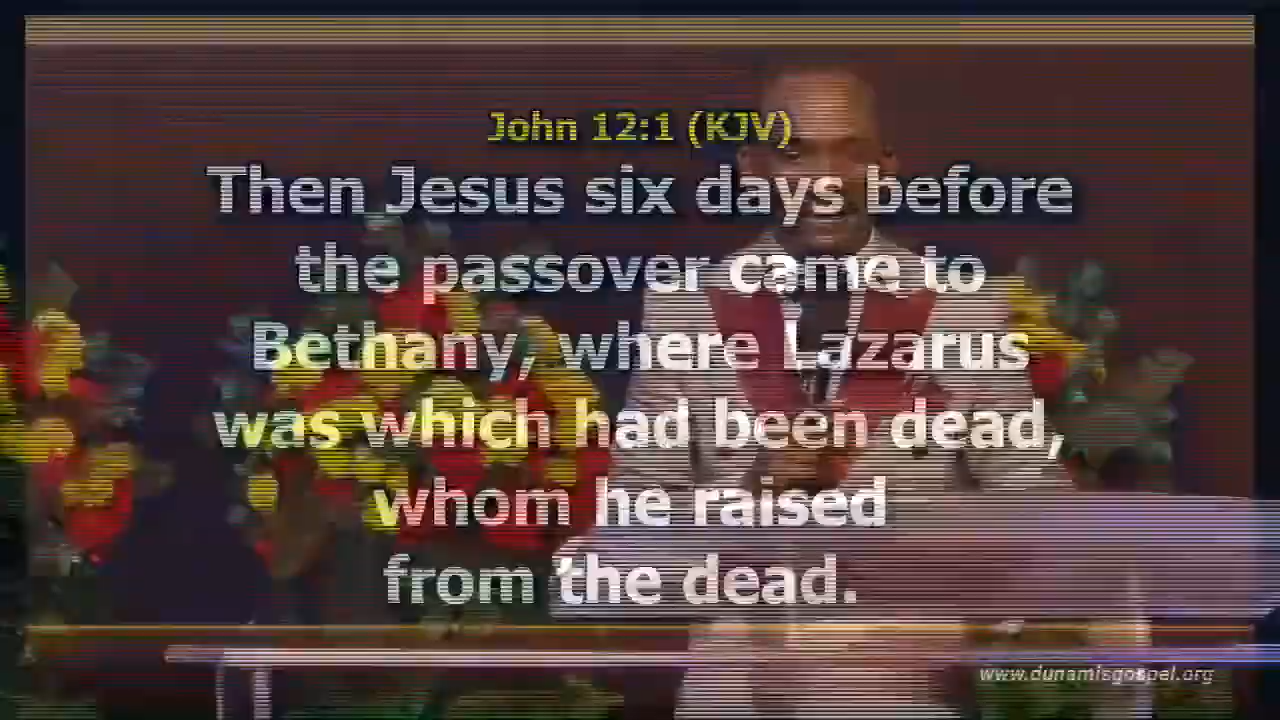 John 12:1 (KJV)
Then Jesus six days before
the passover came to
Bethany, where Lazarus
was which had been dead,
whom he raised
from the dead.
www.dunamisgospel.org